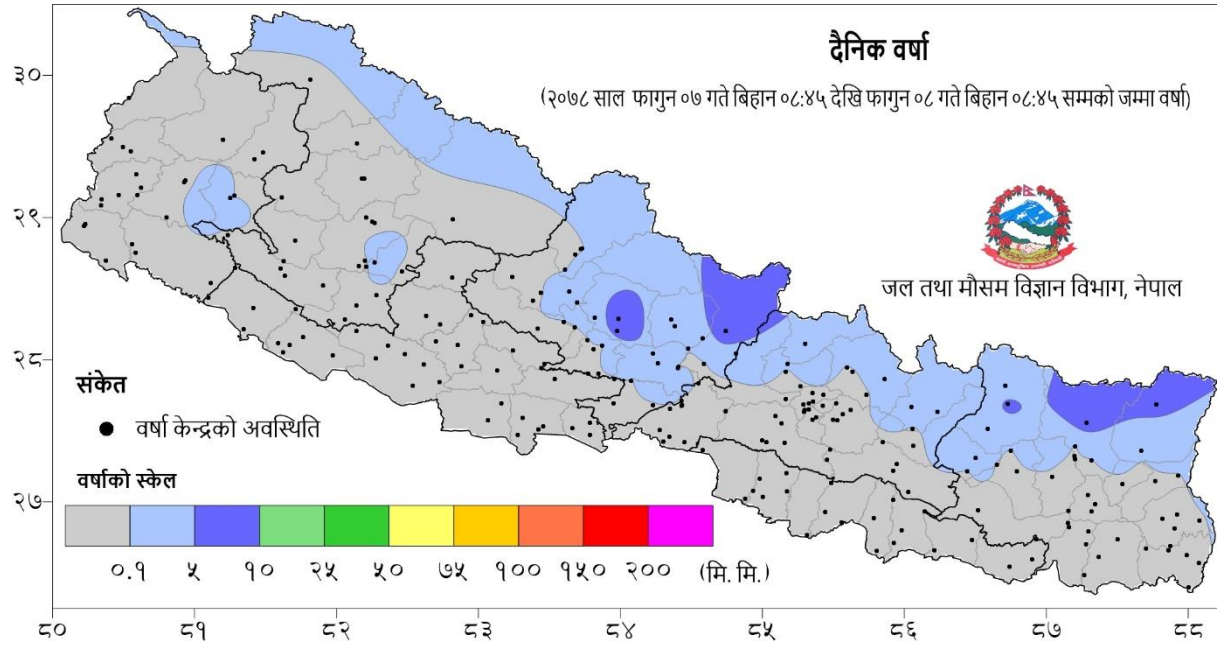 दैनिक वर्षा
(२०७८ साल फागुन ०७ गते बिहान ०८:४५ देखि फागुन ०८ गते बिहान ०८:४५ सम्मको जम्मा वर्षा)
जल तथा मौसम विज्ञान विभाग, नेपाल
३०
२९
२८
२७
संकेत
वर्षा केन्द्रको अवस्थिति
वर्षाको स्केल
०.१ ५ १० २५ ५० ७५ १०० १५० २०० (मि. मि.)
८० ८१ ८२ ८३ ८४ ८५ ८६ ८७ ८८